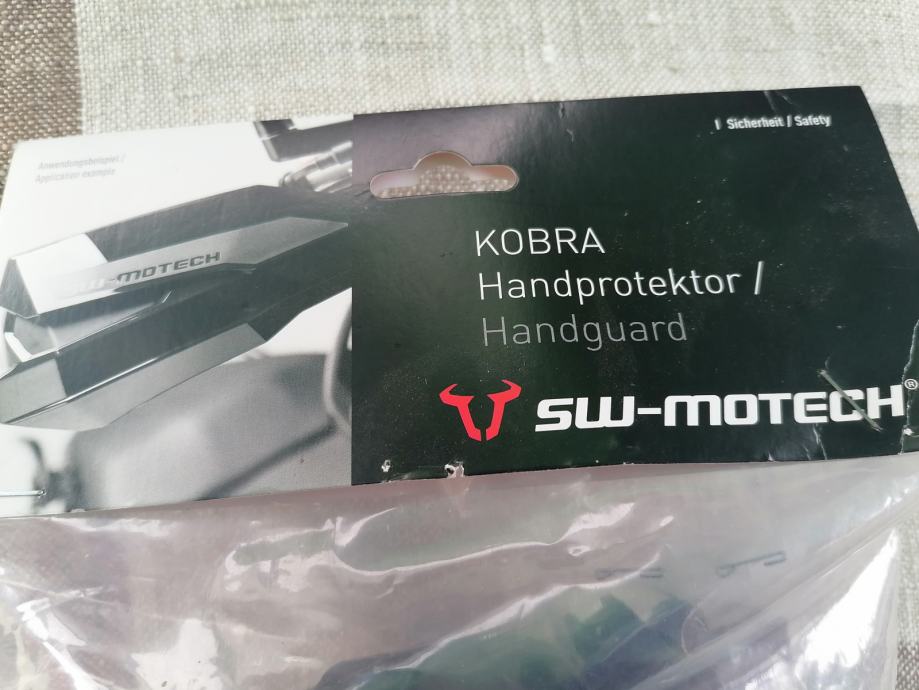 Anwendungsbeispiel /
Application example
SW-MOTECH
I Sicherheit / Safety
KOBRA
Handprotektor /
Handguard
SW-MOTECH®